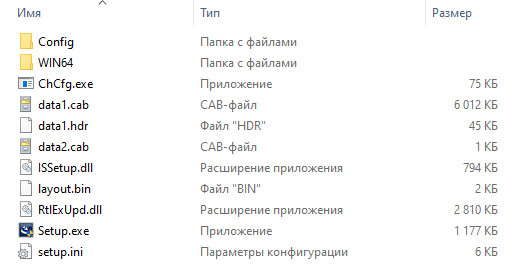 Имя Тип Размер
Config Папка с файлами
WIN64 Папка с файлами
ChCfg.exe Приложение 75 КБ
data1.cab CAB-файл 6 012 КБ
data1.hdr Файл "HDR" 45 КБ
data2.cab CAB-файл 1 КБ
ISSetup.dll Расширение приложения 794 КБ
layout.bin Файл "BIN" 2 КБ
RtlExUpd.dll Расширение приложения 2 810 КБ
Setup.exe Приложение 1 177 КБ
setup.ini Параметры конфигурации 6 КБ